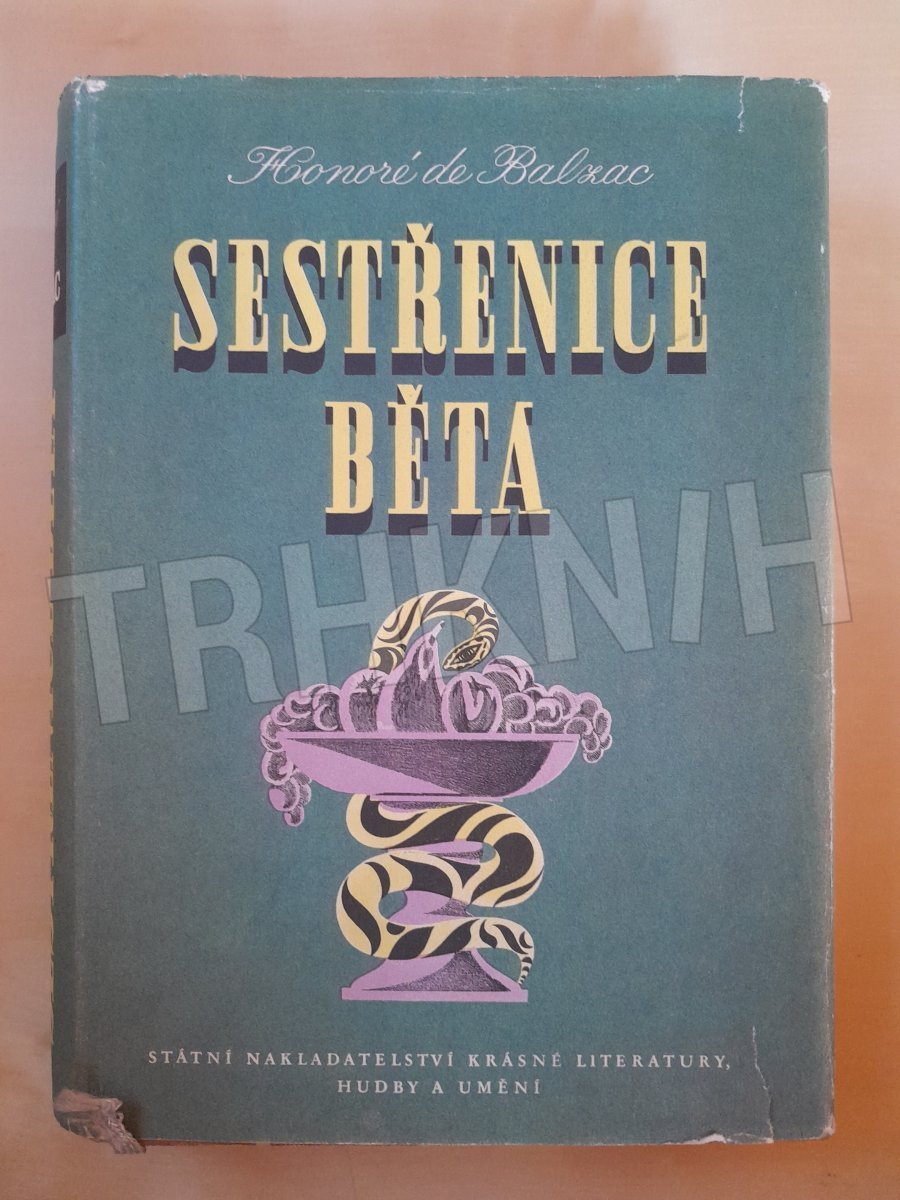 Honoré de Balzac
SESTŘENICE
BĚTA
TRHKNIH
STÁTNÍ NAKLADATELSTVÍ KRÁSNÉ LITERATURY,
HUDBY A UMĚNÍ